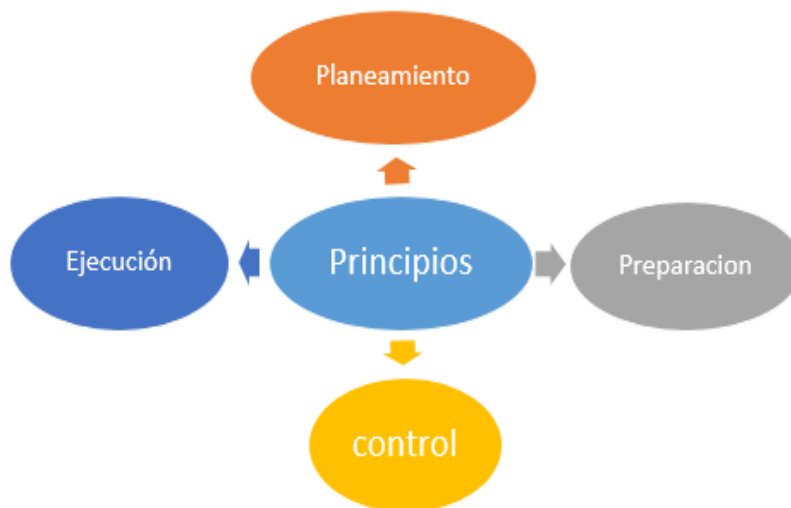 Planeamiento
Ejecución
Principios
Preparacion
control